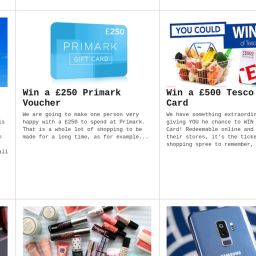 £250
PRIMARK
GIFT CARD
YOU COULD
WIN
Win a £250 Primark
Voucher
We are going to make one person very
happy with a £250 to spend at Primark.
That is a whole lot of shopping to be
made for a long time, as for example...
Win a £500 Tesco
Card
We have something extraordin
giving YOU he chance to WIN
Card! Redeemable online and
their stores, it's the ticke
shopping spree to remember,
is
all
SAMSUNG